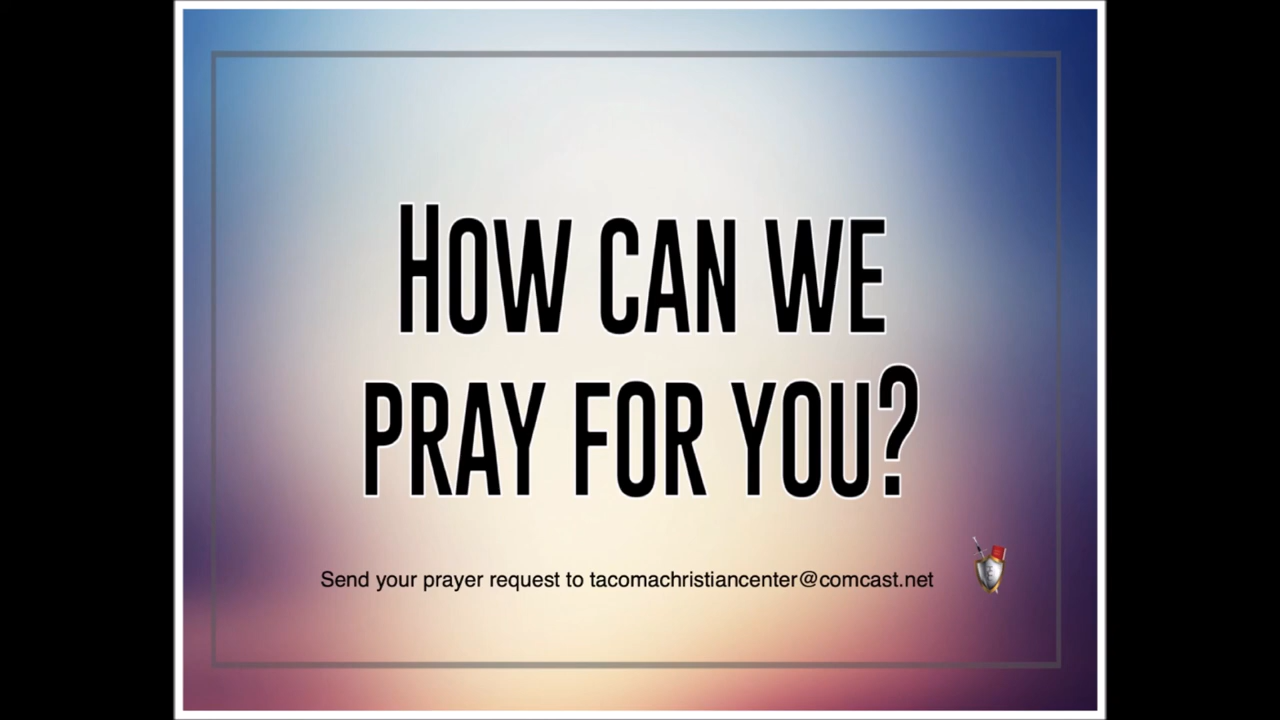 How can we
pray for you?
Send your prayer request to tacomachristiancenter@comcast.net